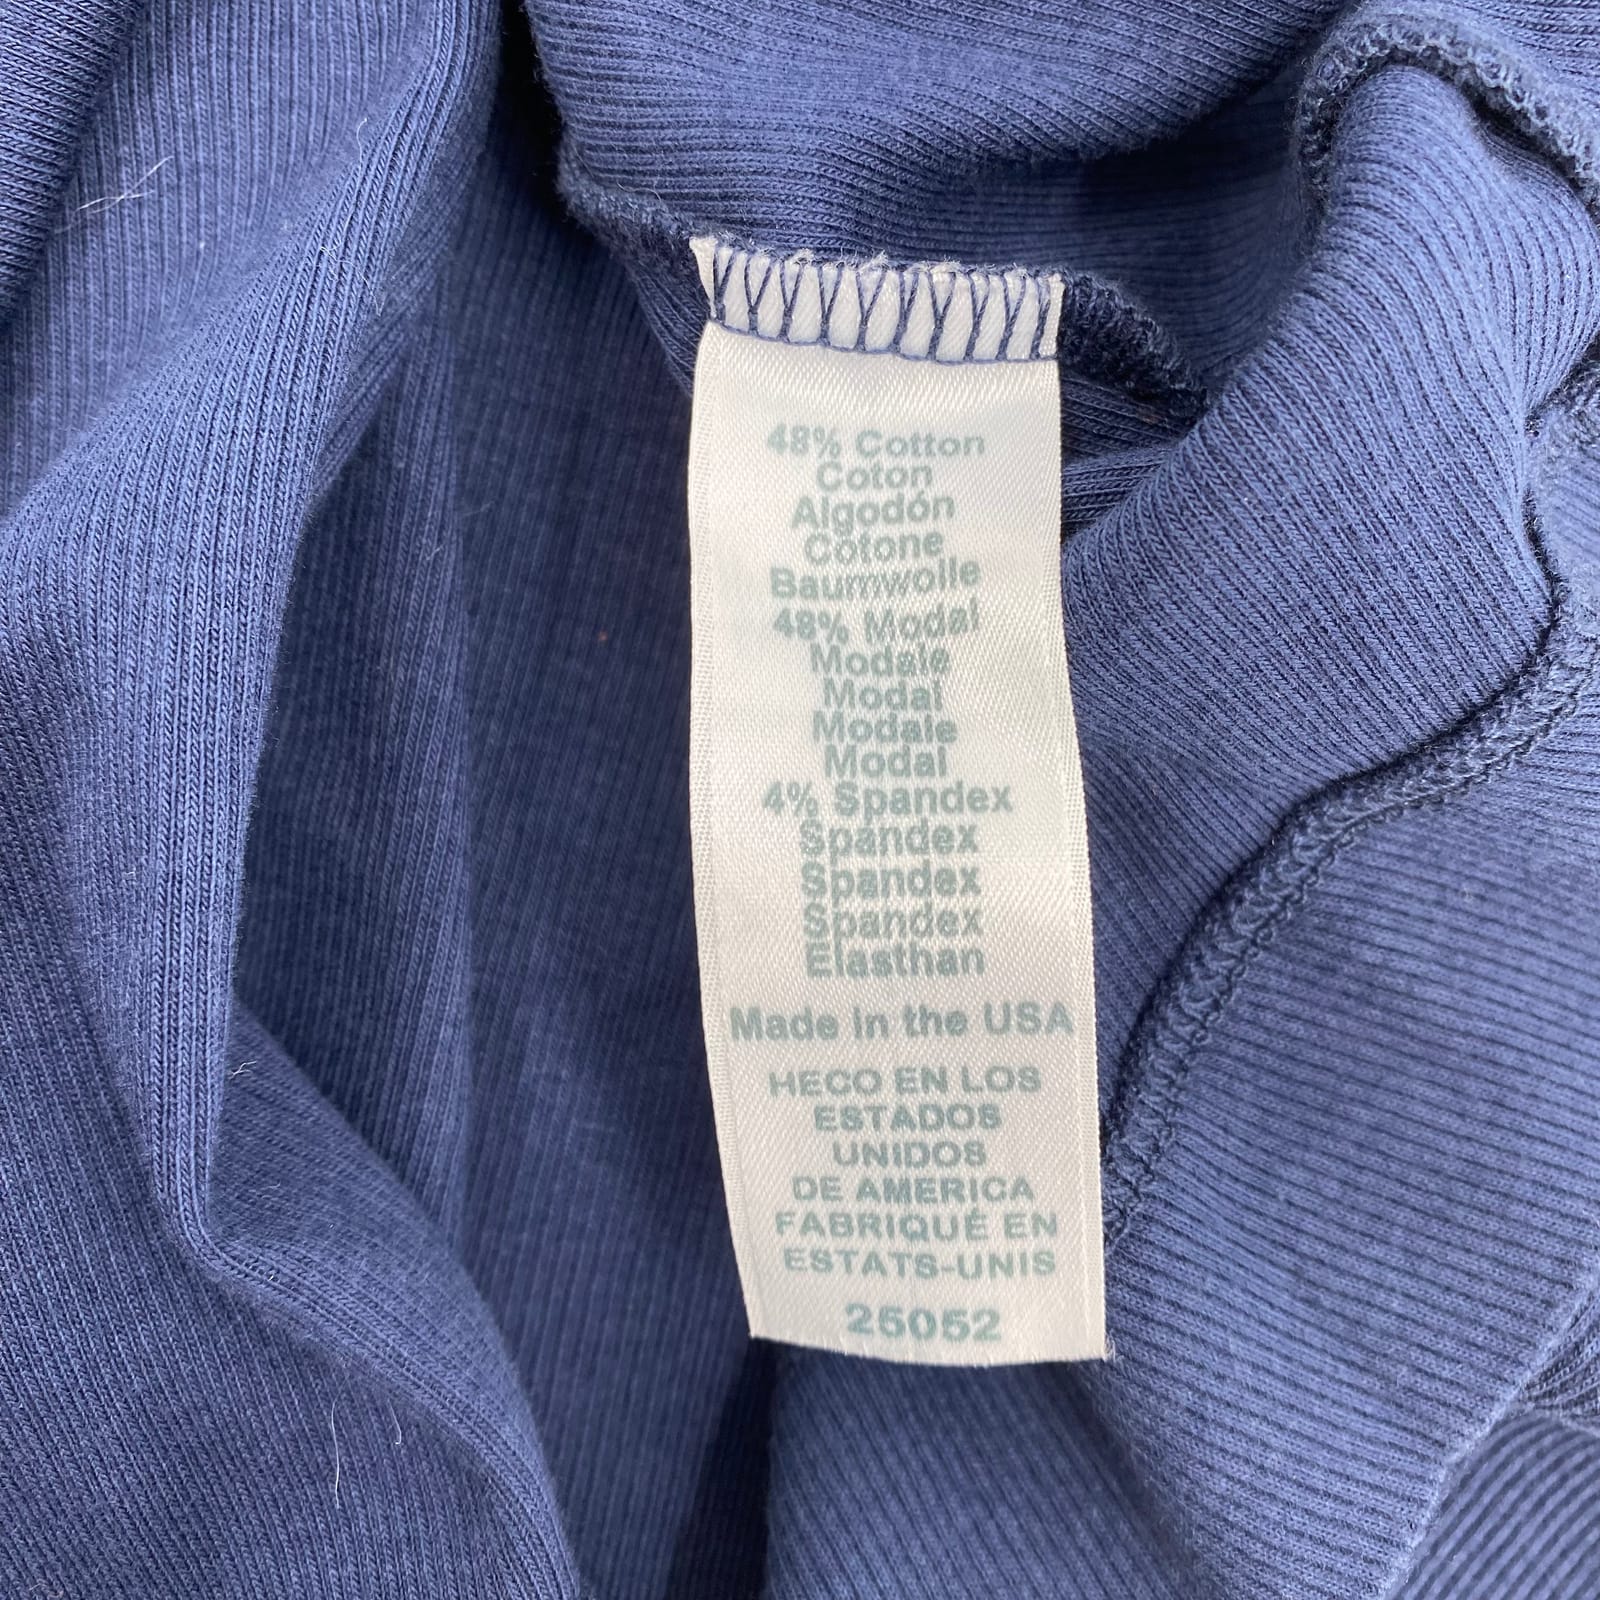 48% Cotton
Coton
Algodón
Cotone
Baumwolle
48% Modal
Modale
Modal
Modale
Modal
4% Spandex
Spandex
Spandex
Spandex
Elasthan
Made in the USA
HECO EN LOS
ESTADOS
UNIDOS
DE AMERICA
FABRIQUÉ EN
ESTATS-UNIS
25052